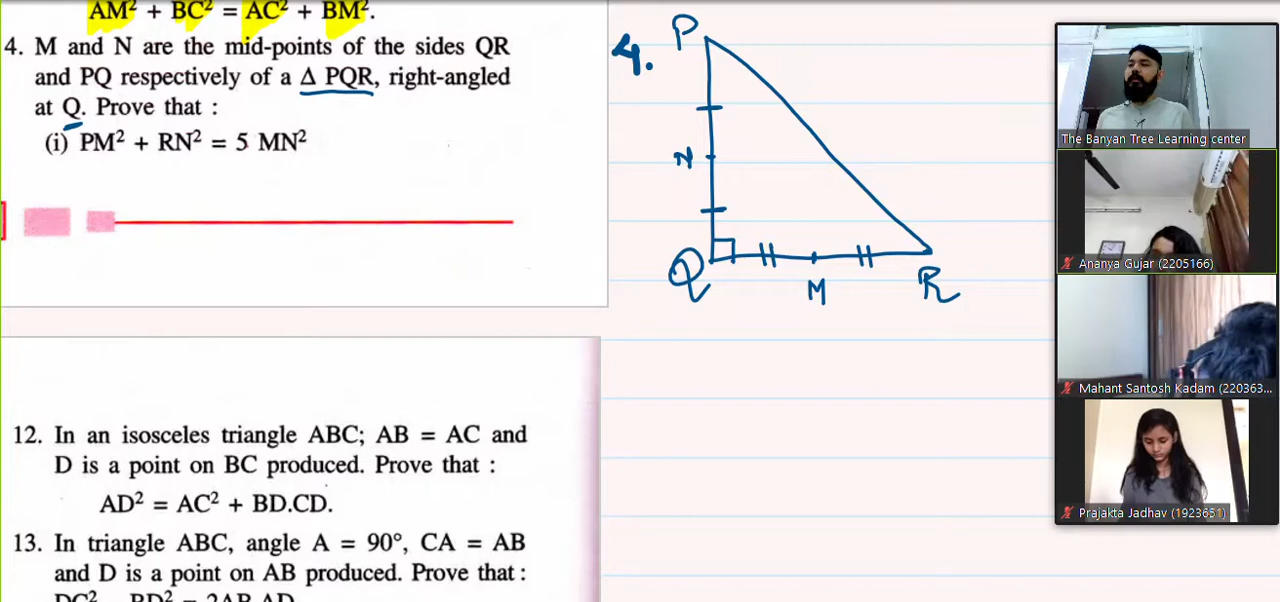 AM² + BC² = AC² + BM².
4. M and N are the mid-points of the sides QR
and PQ respectively of a Δ PQR, right-angled
at Q. Prove that :
(i) PM² + RN² = 5 MN²
12. In an isosceles triangle ABC; AB = AC and
D is a point on BC produced. Prove that :
AD² = AC² + BD.CD.
13. In triangle ABC, angle A = 90°, CA = AB
and D is a point on AB produced. Prove that :
4.
P
N
Q
M
R
The Banyan Tree Learning center
Ananya Gujar (2205166)
Mahant Santosh Kadam (220363...
Prajakta Jadhav (1923651)